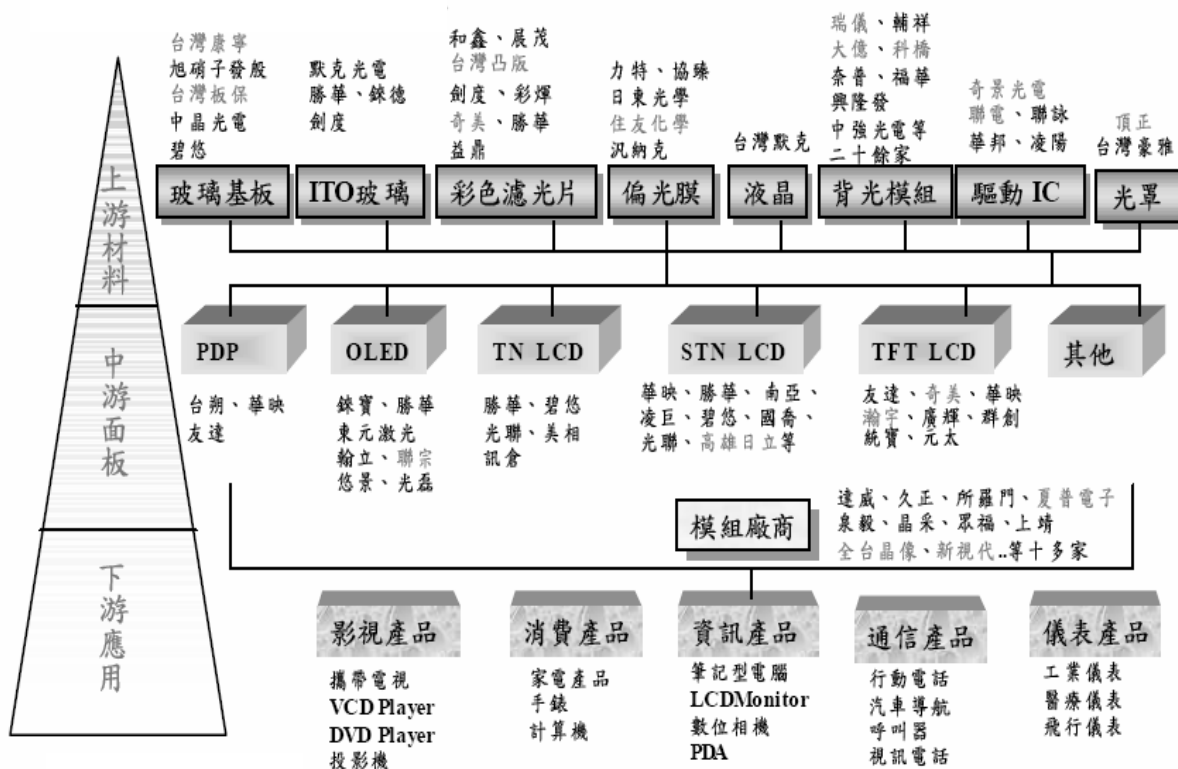 台灣康寧
旭硝子發殷
台灣板保
中晶光電
碧悠
默克光電
勝華、錸德
劍度
和鑫、展茂
台灣凸版
劍度、彩煇
奇美、勝華
益鼎
力特、協臻
日東光學
住友化學
汎納克
台灣默克
瑞儀、輔祥
大億、科橋
奈普、福華
興隆發
中強光電等
二十餘家
奇景光電
聯電、聯詠
華邦、凌陽
頂正
台灣豪雅
上游材料
玻璃基板
ITO玻璃
彩色濾光片
偏光膜
液晶
背光模組
驅動 IC
光罩
中游面板
PDP
OLED
TN LCD
STN LCD
TFT LCD
其他
台朔、華映
友達
錸寶、勝華
東元激光
翰立、聯宗
悠景、光磊
勝華、碧悠
光聯、美相
訊倉
華映、勝華、南亞、
凌巨、碧悠、國喬、
光聯、高雄日立等
友達、奇美、華映
瀚宇、廣輝、群創
統寶、元太
模組廠商
達威、久正、所羅門、夏普電子
泉毅、晶采、眾福、上靖
全台晶像、新視代..等十多家
下游應用
影視產品
消費產品
資訊產品
通信產品
儀表產品
攜帶電視
VCD Player
DVD Player
投影機
家電產品
手錶
計算機
筆記型電腦
LCDMonitor
數位相機
PDA
行動電話
汽車導航
呼叫器
視訊電話
工業儀表
醫療儀表
飛行儀表